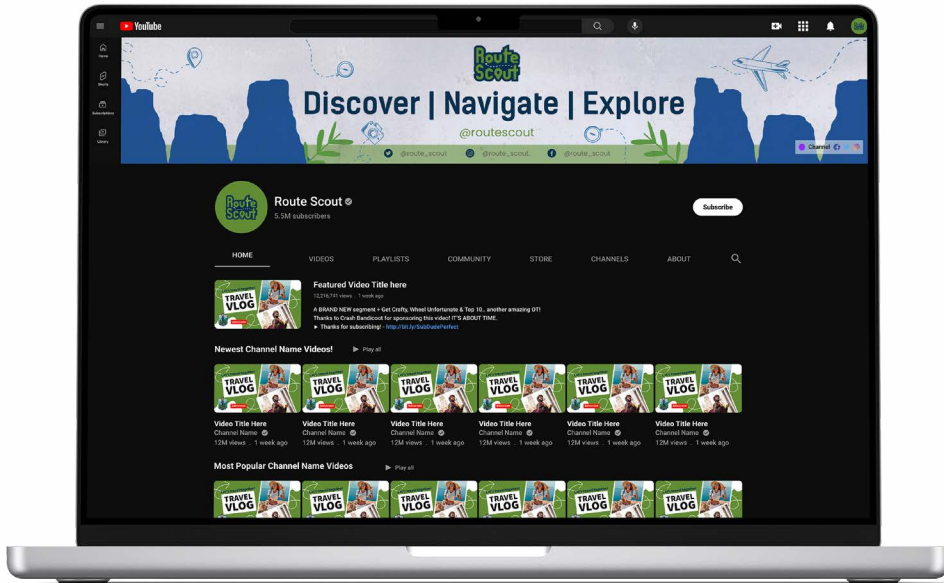 YouTube
Home
Shorts
Subscriptions
Library
Route
Scout
Discover | Navigate | Explore
@routescout
@route_scout @route_scout @route_scout
Channel
Route
Scout
Route Scout
5.5M subscribers
Subscribe
HOME VIDEOS PLAYLISTS COMMUNITY STORE CHANNELS ABOUT
TRAVEL
VLOG
Featured Video Title here
12,216,741 views . 1 week ago
A BRAND NEW segment + Get Crafty, Wheel Unfortunate & Top 10.. another amazing OT!
Thanks to Crash Bandicoot for sponsoring this video! IT'S ABOUT TIME.
► Thanks for subscribing! - http://bit.ly/SubDudePerfect
Newest Channel Name Videos! ► Play all
TRAVEL TRAVEL TRAVEL TRAVEL TRAVEL TRAVEL
VLOG VLOG VLOG VLOG VLOG VLOG
Video Title Here Video Title Here Video Title Here Video Title Here Video Title Here Video Title Here
Channel Name Channel Name Channel Name Channel Name Channel Name Channel Name
12M views . 1 week ago 12M views . 1 week ago 12M views . 1 week ago 12M views . 1 week ago 12M views . 1 week ago 12M views . 1 week ago
Most Popular Channel Name Videos ► Play all
TRAVEL TRAVEL TRAVEL TRAVEL TRAVEL TRAVEL
VLOG VLOG VLOG VLOG VLOG VLOG